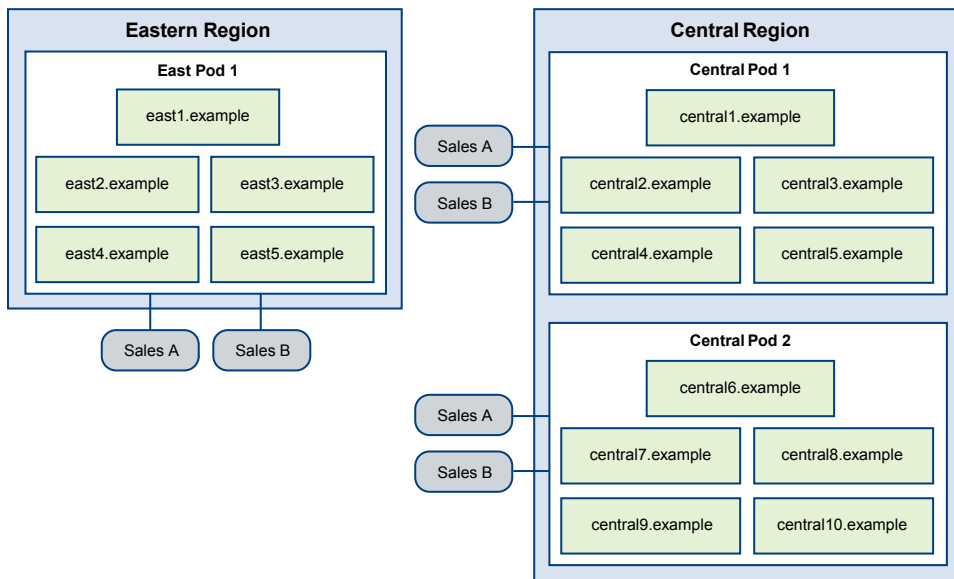 Eastern Region
East Pod 1
east1.example
east2.example
east3.example
east4.example
east5.example
Sales A
Sales B
Central Region
Central Pod 1
central1.example
Sales A
central2.example
central3.example
Sales B
central4.example
central5.example
Central Pod 2
central6.example
Sales A
central7.example
central8.example
Sales B
central9.example
central10.example